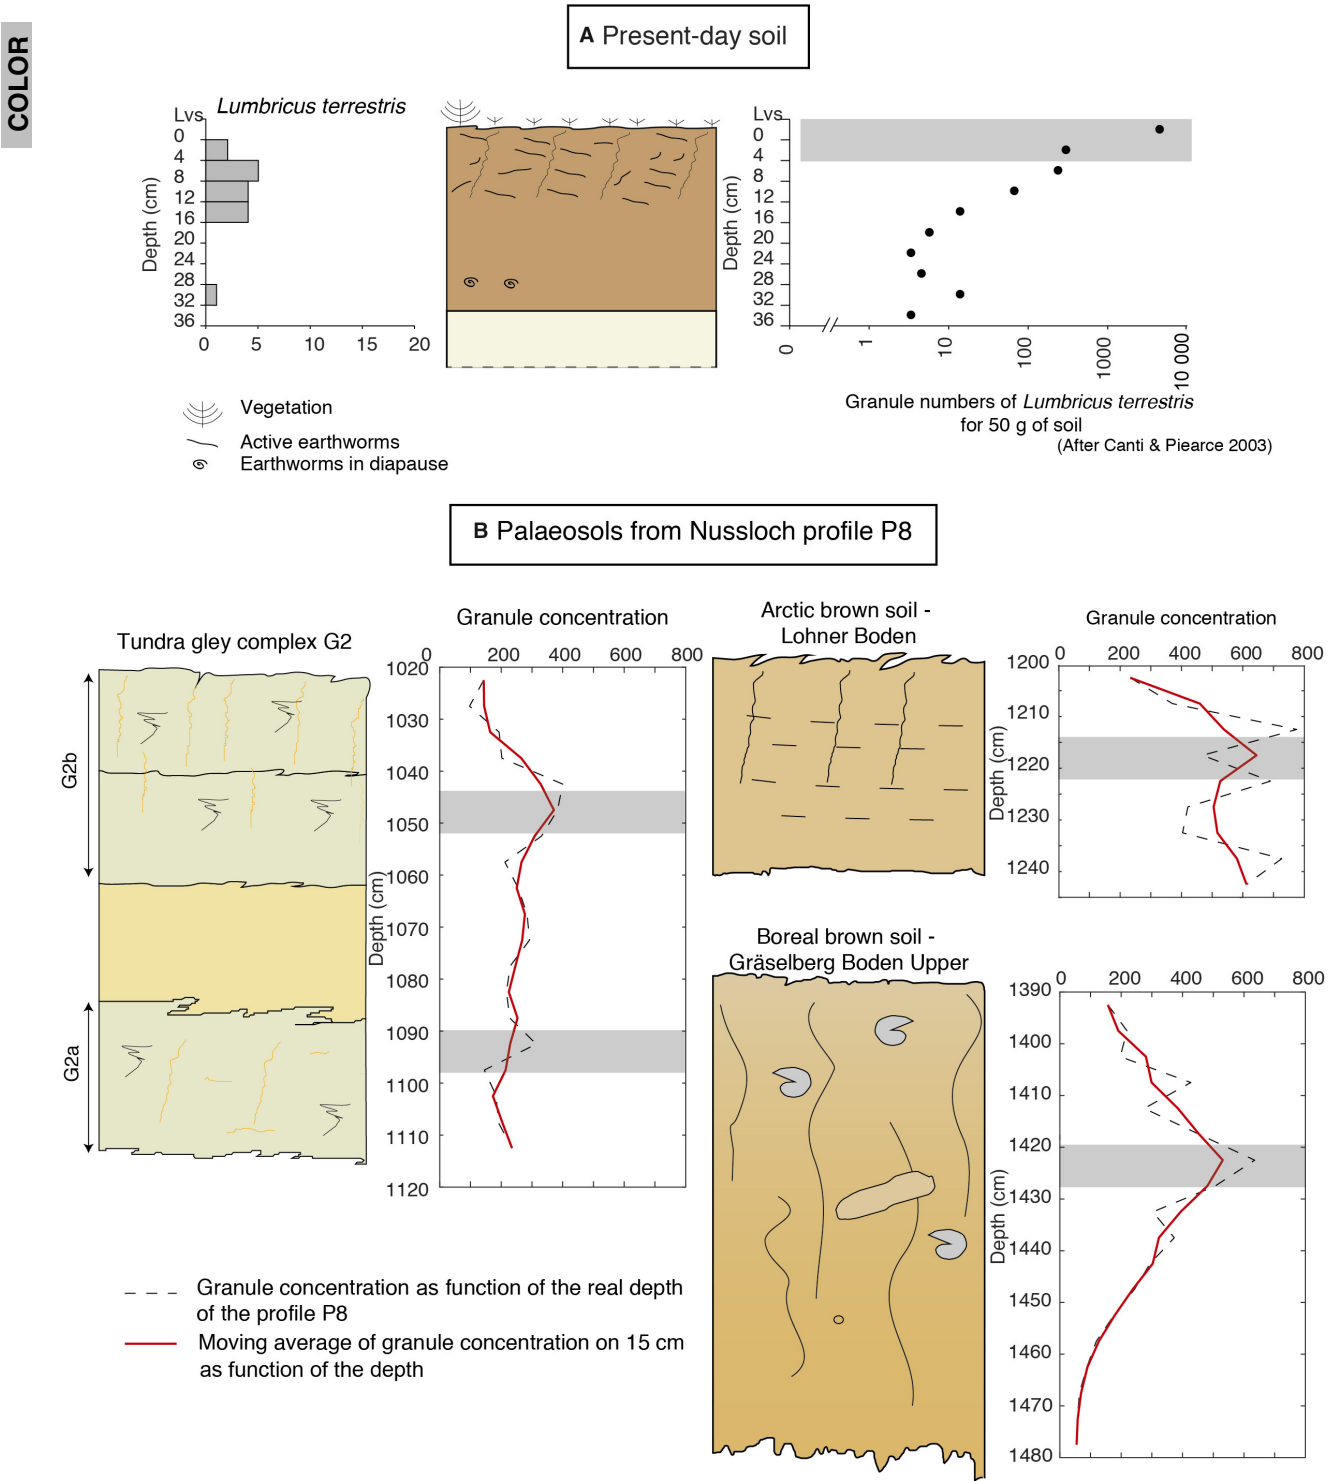 COLOR
A Present-day soil
Lumbricus terrestris
Lvs
0
4
8
12
16
20
24
28
32
36
Depth (cm)
0 5 10 15 20
Lvs
0
4
8
12
16
20
24
28
32
36
Depth (cm)
0 1 10 100 1000 10 000
Granule numbers of Lumbricus terrestris
for 50 g of soil
(After Canti & Piearce 2003)
Vegetation
Active earthworms
Earthworms in diapause
B Palaeosols from Nussloch profile P8
Tundra gley complex G2
G2b
G2a
Granule concentration
0 200 400 600 800
1020
1030
1040
1050
1060
1070
1080
1090
1100
1110
1120
Depth (cm)
Arctic brown soil -
Lohner Boden
Granule concentration
0 200 400 600 800
1200
1210
1220
1230
1240
Depth (cm)
Boreal brown soil -
Gräselberg Boden Upper
0 200 400 600 800
1390
1400
1410
1420
1430
1440
1450
1460
1470
1480
Depth (cm)
Granule concentration as function of the real depth
of the profile P8
Moving average of granule concentration on 15 cm
as function of the depth